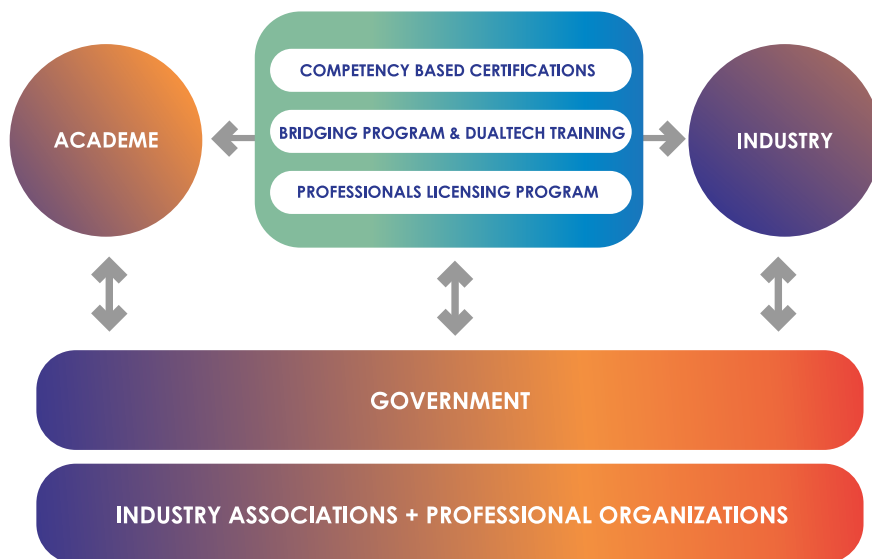 COMPETENCY BASED CERTIFICATIONS
ACADEME
BRIDGING PROGRAM & DUALTECH TRAINING
INDUSTRY
PROFESSIONALS LICENSING PROGRAM
GOVERNMENT
INDUSTRY ASSOCIATIONS + PROFESSIONAL ORGANIZATIONS